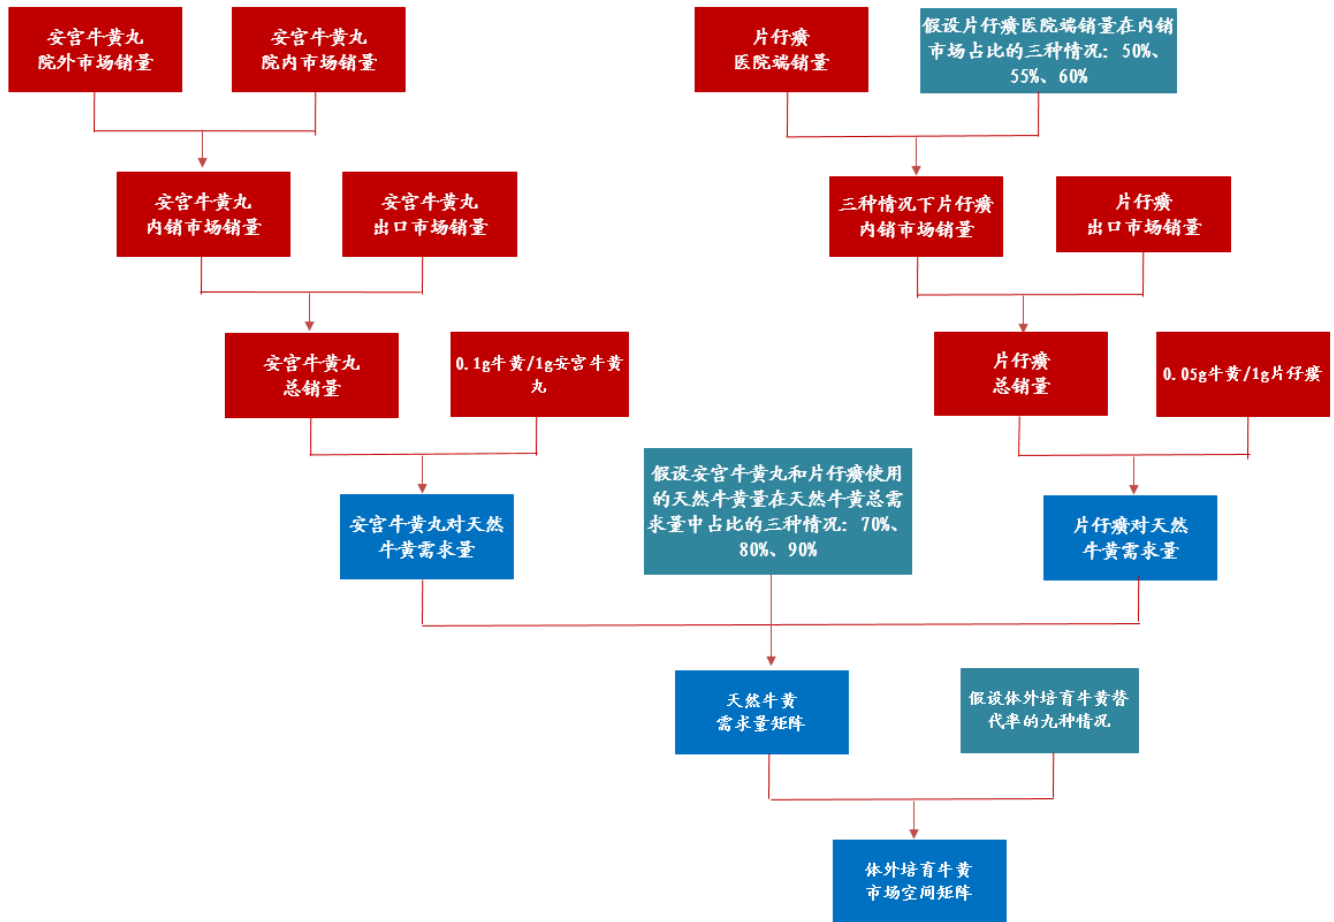 安宫牛黄丸
院外市场销量
安宫牛黄丸
院内市场销量
片仔癀
医院端销量
假设片仔癀医院端销量在内销
市场占比的三种情况：50%、
55%、60%
安宫牛黄丸
内销市场销量
安宫牛黄丸
出口市场销量
三种情况下片仔癀
内销市场销量
片仔癀
出口市场销量
安宫牛黄丸
总销量
0.1g牛黄/1g安宫牛黄
丸
片仔癀
总销量
0.05g牛黄/1g片仔癀
假设安宫牛黄丸和片仔癀使用
的天然牛黄量在天然牛黄总需
求量中占比的三种情况：70%、
80%、90%
安宫牛黄丸对天然
牛黄需求量
片仔癀对天然
牛黄需求量
天然牛黄
需求量矩阵
假设体外培育牛黄替
代率的九种情况
体外培育牛黄
市场空间矩阵